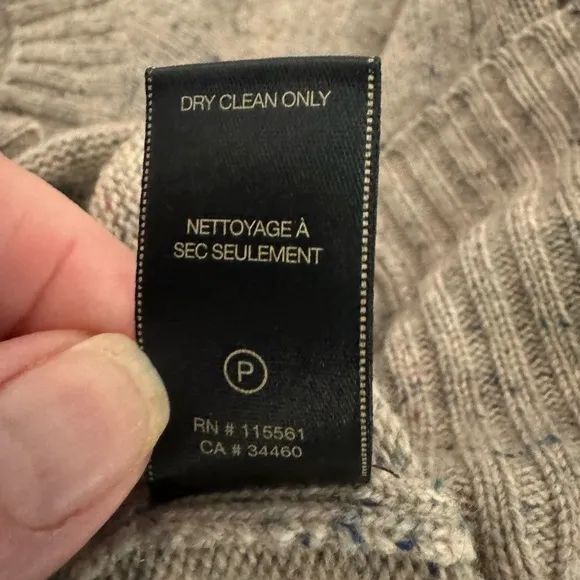 DRY CLEAN ONLY
NETTOYAGE À
SEC SEULEMENT
P
RN # 115561
CA # 34460